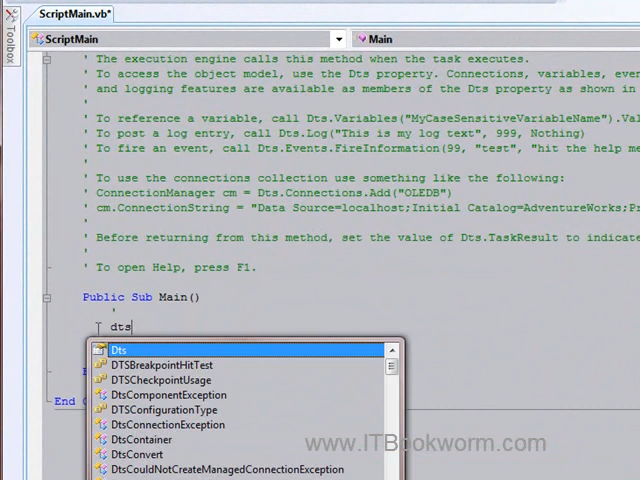 ScriptMain.vb*
Toolbox
ScriptMain
Main
' The execution engine calls this method when the task executes.
' To access the object model, use the Dts property. Connections, variables, even
' and logging features are available as members of the Dts property as shown in
'
' To reference a variable, call Dts.Variables("MyCaseSensitiveVariableName").Val
' To post a log entry, call Dts.Log("This is my log text", 999, Nothing)
' To fire an event, call Dts.Events.FireInformation(99, "test", "hit the help me
'
' To use the connections collection use something like the following:
' ConnectionManager cm = Dts.Connections.Add("OLEDB")
' cm.ConnectionString = "Data Source=localhost;Initial Catalog=AdventureWorks;Pr
'
' Before returning from this method, set the value of Dts.TaskResult to indicate
'
' To open Help, press F1.
Public Sub Main()
'
dts
Dts
DTSBreakpointHitTest
DTSCheckpointUsage
DtsComponentException
DTSConfigurationType
End
DtsConnectionException
DtsContainer
DtsConvert
DtsCouldNotCreateManagedConnectionException
www.ITBookworm.com